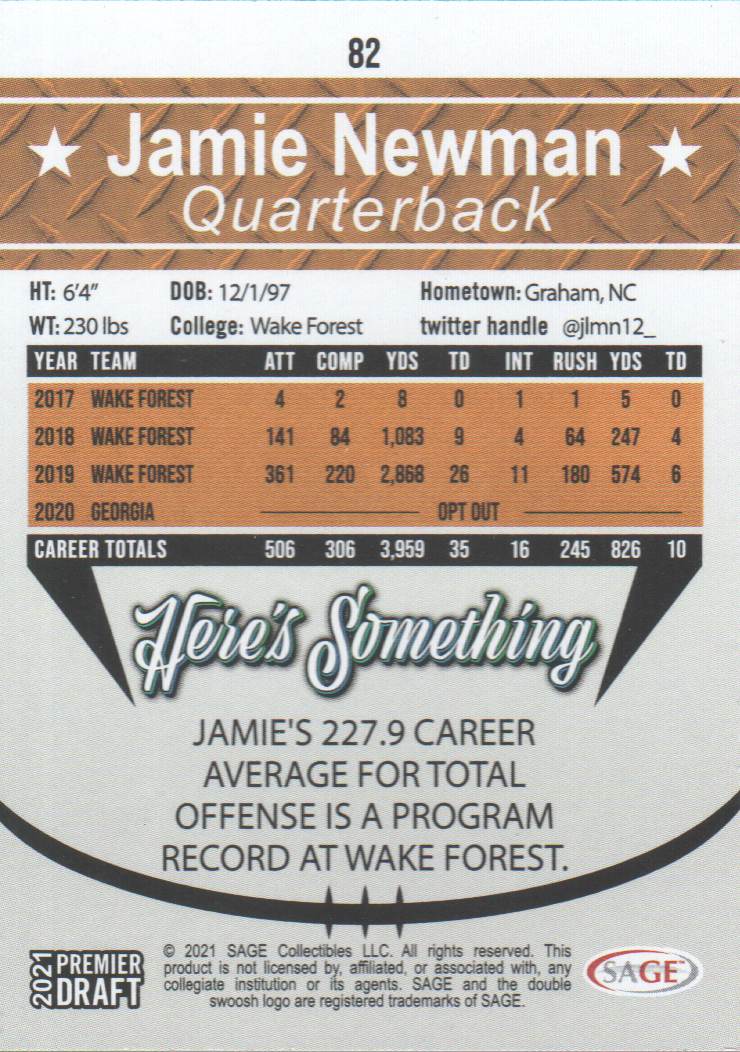 82
★ Jamie Newman ★
Quarterback
HT: 6'4" DOB: 12/1/97 Hometown: Graham, NC
WT: 230 lbs College: Wake Forest twitter handle @jlmn12_
YEAR TEAM ATT COMP YDS TD INT RUSH YDS TD
2017 WAKE FOREST 4 2 8 0 1 1 5 0
2018 WAKE FOREST 141 84 1,083 9 4 64 247 4
2019 WAKE FOREST 361 220 2,868 26 11 180 574 6
2020 GEORGIA OPT OUT
CAREER TOTALS 506 306 3,959 35 16 245 826 10
Here's Something
JAMIE'S 227.9 CAREER
AVERAGE FOR TOTAL
OFFENSE IS A PROGRAM
RECORD AT WAKE FOREST.
2021 PREMIER
DRAFT
© 2021 SAGE Collectibles LLC. All rights reserved. This
product is not licensed by, affiliated, or associated with, any
collegiate institution or its agents. SAGE and the double
swoosh logo are registered trademarks of SAGE.
SAGE™